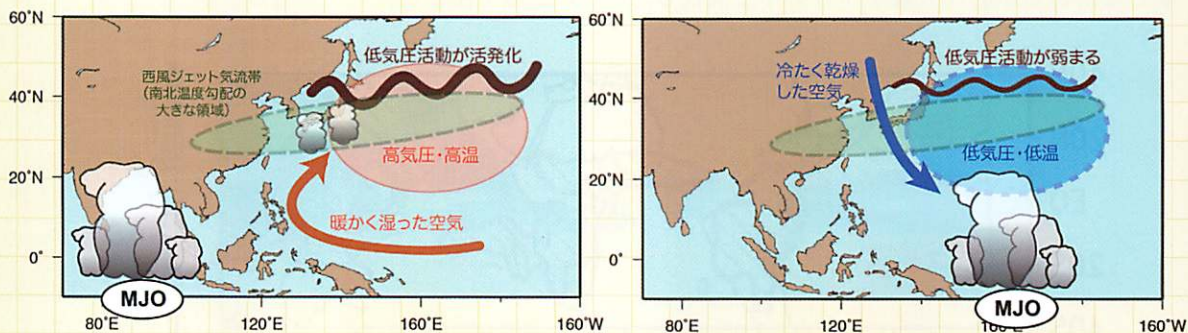 60°N
40°N
20°N
0°
80°E
120°E
160°E
160°W
西風ジェット気流帯
(南北温度勾配の
大きな領域)
低気圧活動が活発化
高気圧・高温
暖かく湿った空気
MJO
60°N
40°N
20°N
0°
80°E
120°E
160°W
冷たく乾燥
した空気
低気圧活動が弱まる
低気圧・低温
MJO